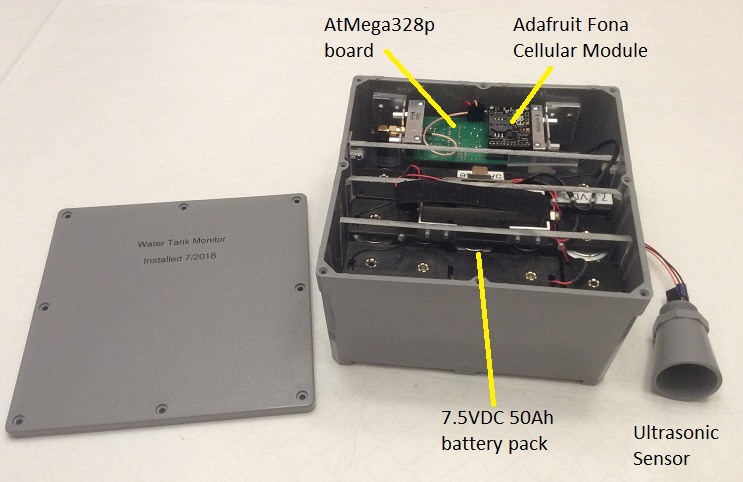 AtMega328p
board
Adafruit Fona
Cellular Module
Water Tank Monitor
Installed 7/2018
7.5VDC 50Ah
battery pack
Ultrasonic
Sensor